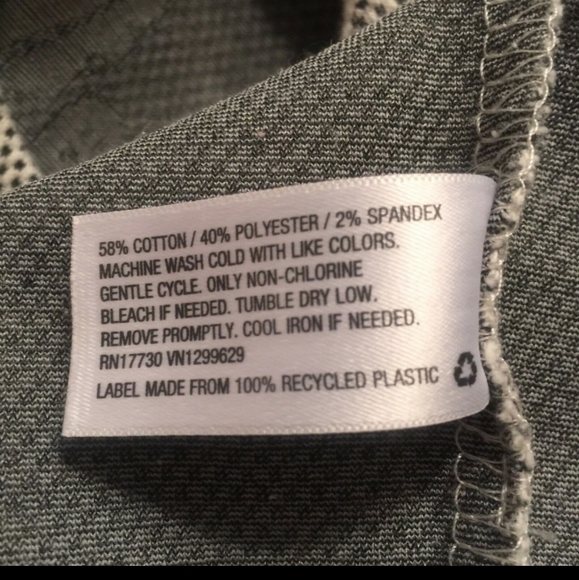 58% COTTON / 40% POLYESTER / 2% SPANDEX
MACHINE WASH COLD WITH LIKE COLORS.
GENTLE CYCLE. ONLY NON-CHLORINE
BLEACH IF NEEDED. TUMBLE DRY LOW.
REMOVE PROMPTLY. COOL IRON IF NEEDED.
RN17730 VN1299629
LABEL MADE FROM 100% RECYCLED PLASTIC